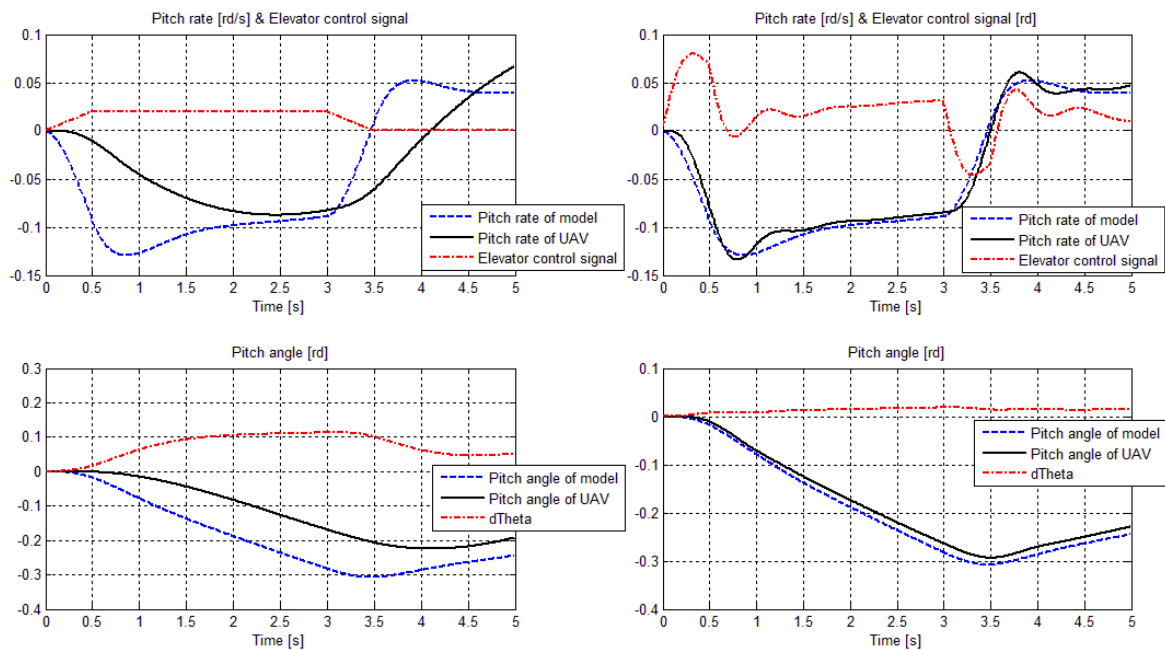 Pitch rate [rd/s] & Elevator control signal
0.1
0.05
0
-0.05
-0.1
-0.15
Pitch rate of model
Pitch rate of UAV
Elevator control signal
0 0.5 1 1.5 2 2.5 3 3.5 4 4.5 5
Time [s]
Pitch rate [rd/s] & Elevator control signal [rd]
0.1
0.05
0
-0.05
-0.1
-0.15
Pitch rate of model
Pitch rate of UAV
Elevator control signal
0 0.5 1 1.5 2 2.5 3 3.5 4 4.5 5
Time [s]
Pitch angle [rd]
0.3
0.2
0.1
0
-0.1
-0.2
-0.3
-0.4
Pitch angle of model
Pitch angle of UAV
dTheta
0 0.5 1 1.5 2 2.5 3 3.5 4 4.5 5
Time [s]
Pitch angle [rd]
0.1
0
-0.1
-0.2
-0.3
-0.4
Pitch angle of model
Pitch angle of UAV
dTheta
0 0.5 1 1.5 2 2.5 3 3.5 4 4.5 5
Time [s]